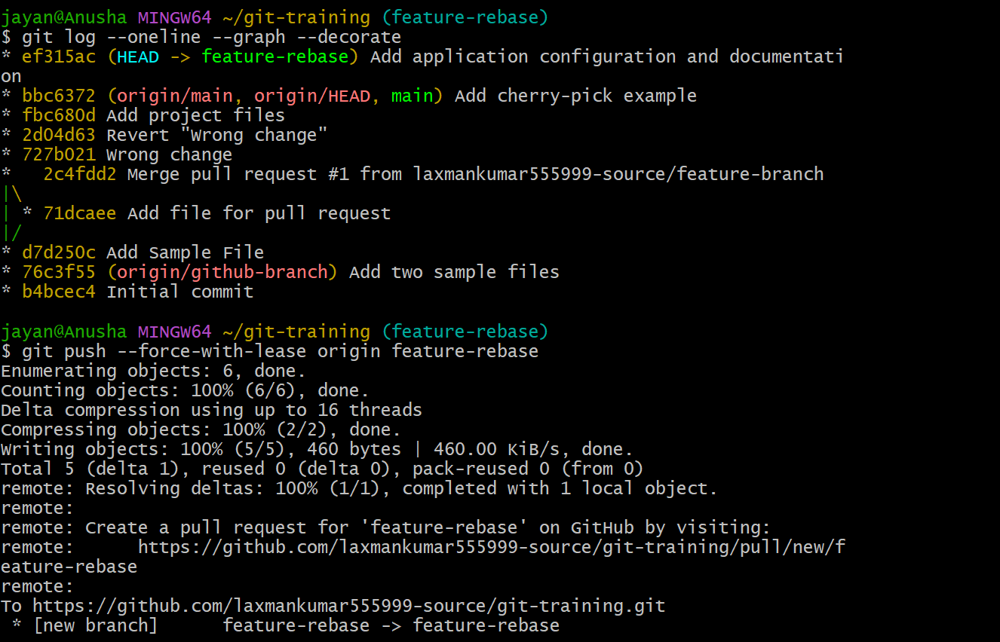 jayan@Anusha MINGW64 ~/git-training (feature-rebase)
$ git log --oneline --graph --decorate
* ef315ac (HEAD -> feature-rebase) Add application configuration and documentati
on
* bbc6372 (origin/main, origin/HEAD, main) Add cherry-pick example
* fbc680d Add project files
* 2d04d63 Revert "Wrong change"
* 727b021 Wrong change
*   2c4fdd2 Merge pull request #1 from laxmankumar555999-source/feature-branch
|\
| * 71dcaee Add file for pull request
|/
* d7d250c Add Sample File
* 76c3f55 (origin/github-branch) Add two sample files
* b4bcec4 Initial commit
jayan@Anusha MINGW64 ~/git-training (feature-rebase)
$ git push --force-with-lease origin feature-rebase
Enumerating objects: 6, done.
Counting objects: 100% (6/6), done.
Delta compression using up to 16 threads
Compressing objects: 100% (2/2), done.
Writing objects: 100% (5/5), 460 bytes | 460.00 KiB/s, done.
Total 5 (delta 1), reused 0 (delta 0), pack-reused 0 (from 0)
remote: Resolving deltas: 100% (1/1), completed with 1 local object.
remote:
remote: Create a pull request for 'feature-rebase' on GitHub by visiting:
remote:      https://github.com/laxmankumar555999-source/git-training/pull/new/f
eature-rebase
remote:
To https://github.com/laxmankumar555999-source/git-training.git
 * [new branch]      feature-rebase -> feature-rebase